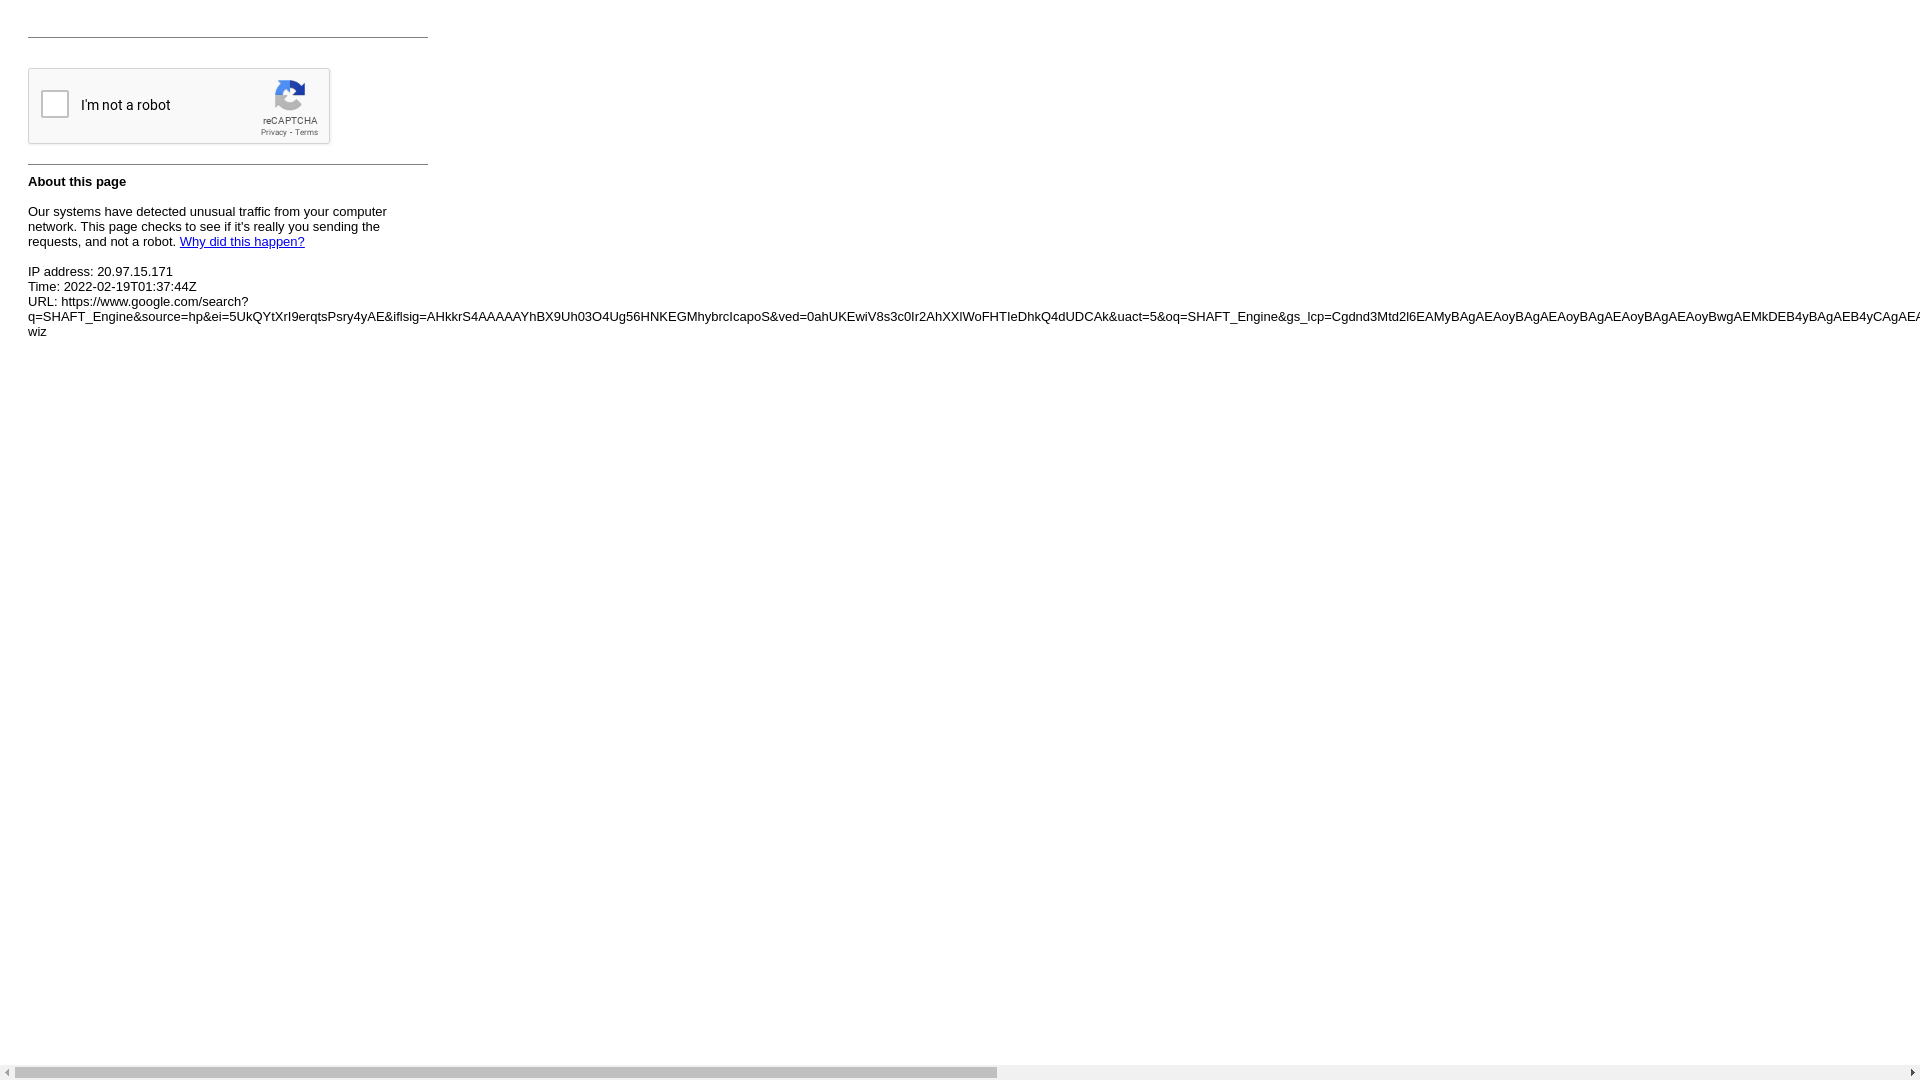 I'm not a robot
reCAPTCHA
Privacy - Terms
About this page
Our systems have detected unusual traffic from your computer
network. This page checks to see if it's really you sending the
requests, and not a robot. Why did this happen?
IP address: 20.97.15.171
Time: 2022-02-19T01:37:44Z
URL: https://www.google.com/search?
q=SHAFT_Engine&source=hp&ei=5UkQYtXrI9erqtsPsry4yAE&iflsig=AHkkrS4AAAAAYhBX9Uh03O4Ug56HNKEGMhybrcIcapoS&ved=0ahUKEwiV8s3c0Ir2AhXXlWoFHTIeDhkQ4dUDCAk&uact=5&oq=SHAFT_Engine&gs_lcp=Cgdnd3Mtd2l6EAMyBAgAEAoyBAgAEAoyBAgAEAoyBAgAEAoyBwgAEMkDEB4yBAgAEB4yCAgAEA
wiz